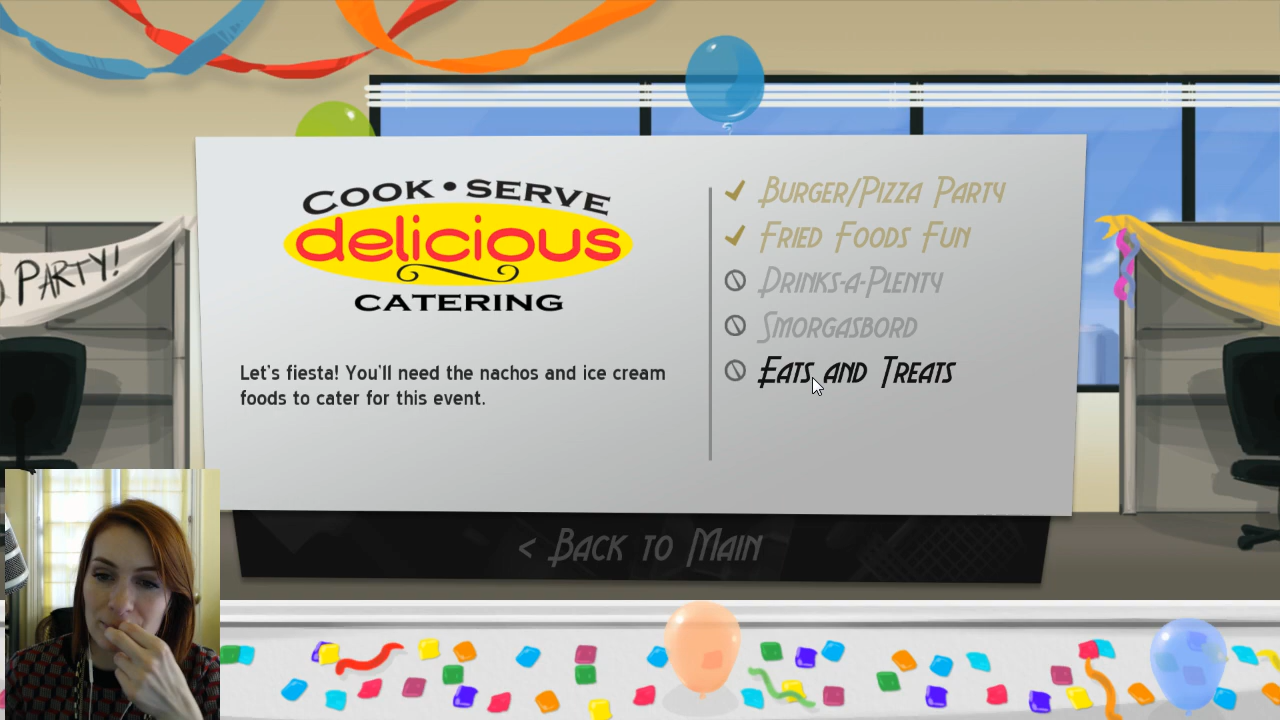 PARTY!
COOK • SERVE
delicious
CATERING
Let's fiesta! You'll need the nachos and ice cream
foods to cater for this event.
BURGER/PIZZA PARTY
FRIED FOODS FUN
DRINKS-A-PLENTY
SMORGASBORD
EATS AND TREATS
< BACK TO MAIN